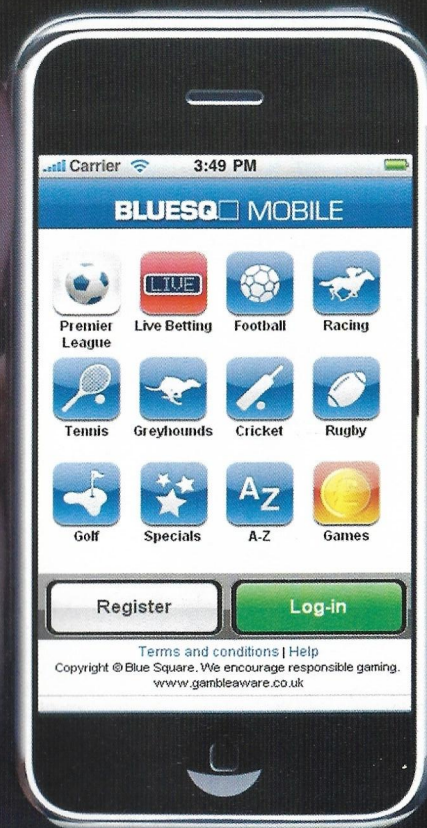 Carrier 3:49 PM
BLUESQ□ MOBILE
Premier League
LIVE
Live Betting
Football
Racing
Tennis
Greyhounds
Cricket
Rugby
Golf
Specials
AZ
A-Z
£
Games
Register
Log-in
Terms and conditions | Help
Copyright © Blue Square. We encourage responsible gaming.
www.gambleaware.co.uk